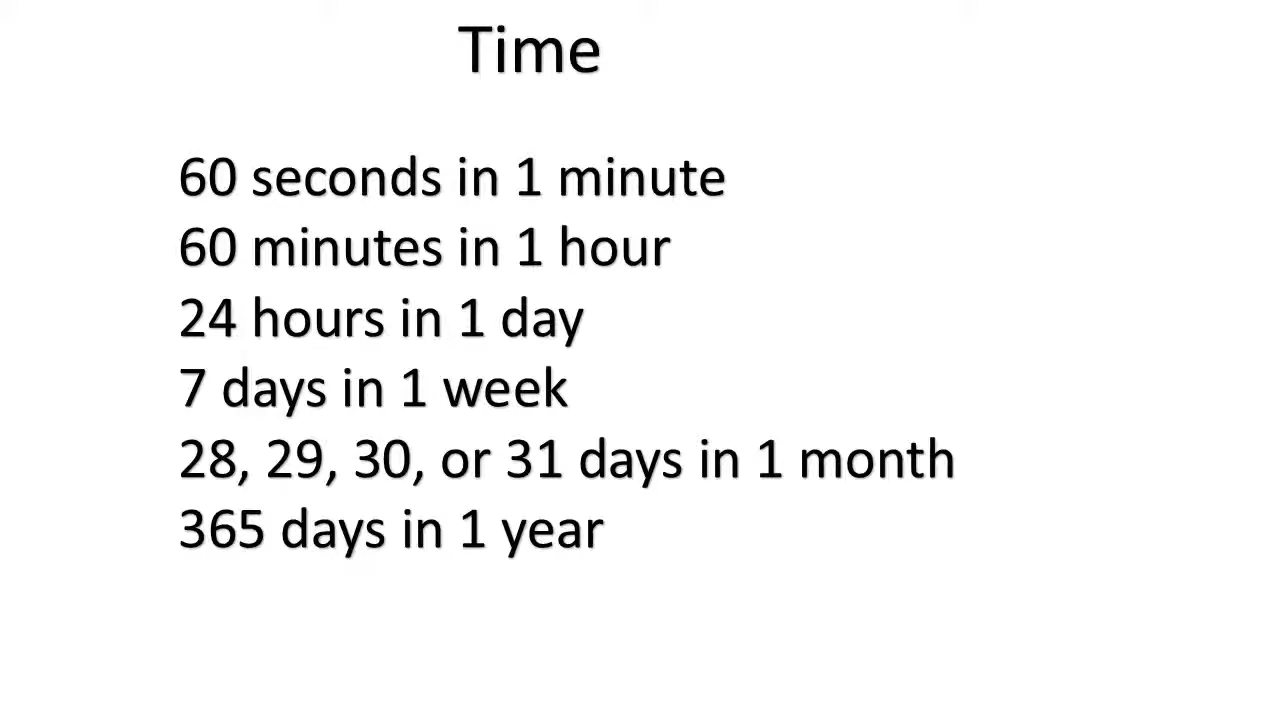 Time
60 seconds in 1 minute
60 minutes in 1 hour
24 hours in 1 day
7 days in 1 week
28, 29, 30, or 31 days in 1 month
365 days in 1 year